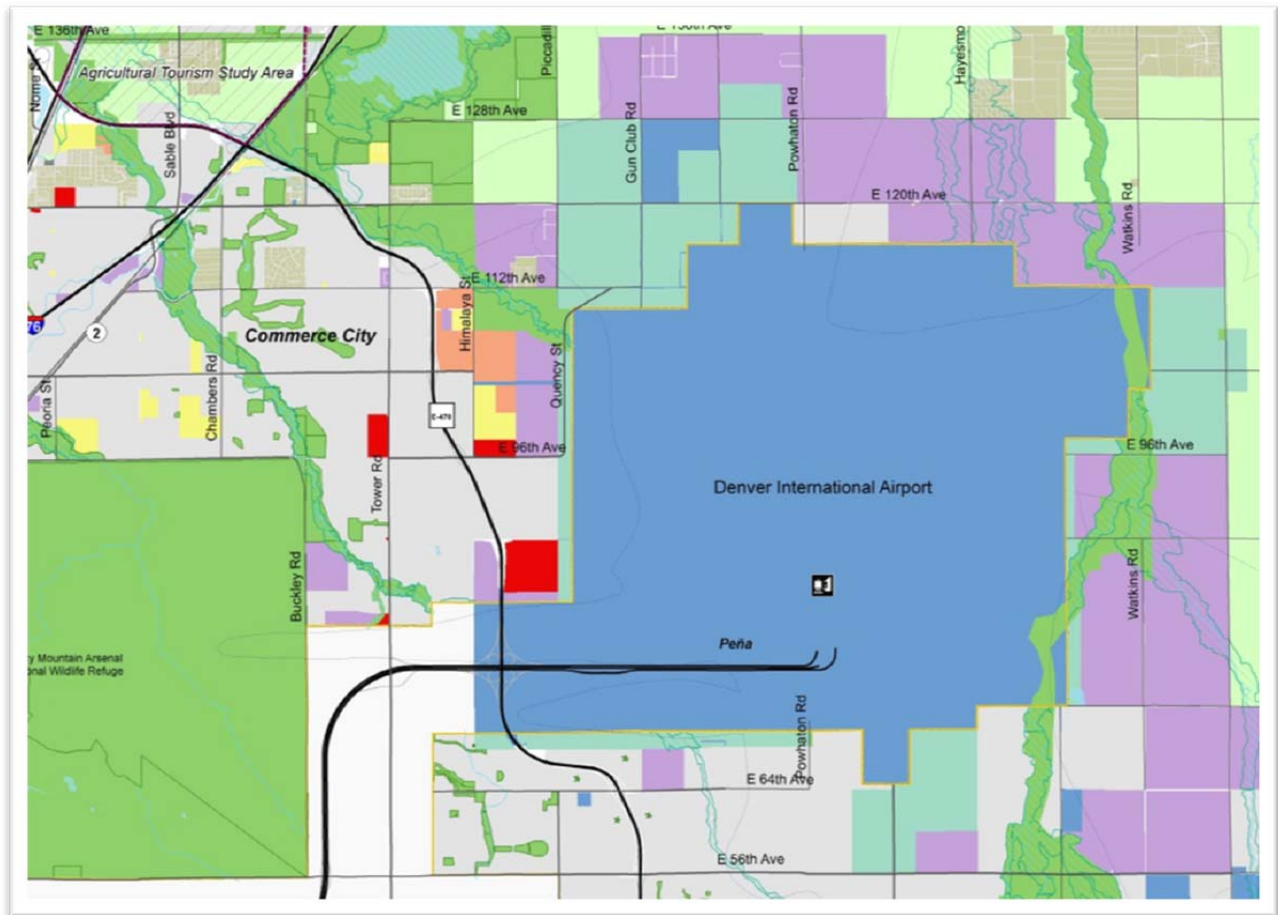 E 136th Ave
Agricultural Tourism Study Area
Nome St
Sable Blvd
E 128th Ave
Gun Club Rd
Powhaton Rd
E 120th Ave
Watkins Rd
E 112th Ave
Himalaya St
76
2
Commerce City
Quency St
Peoria St
Chambers Rd
E-470
E 96th Ave
E 96th Ave
Tower Rd
Denver International Airport
Buckley Rd
Watkins Rd
Peña
y Mountain Arsenal
onal Wildlife Refuge
Powhaton Rd
E 64th Ave
E 56th Ave